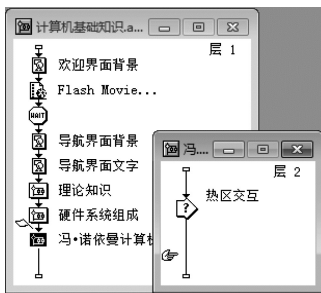 计算机基础知识.a...
层 1
欢迎界面背景
Flash Movie...
WAIT
导航界面背景
导航界面文字
理论知识
硬件系统组成
冯•诺依曼计算机
冯....
层 2
热区交互
?